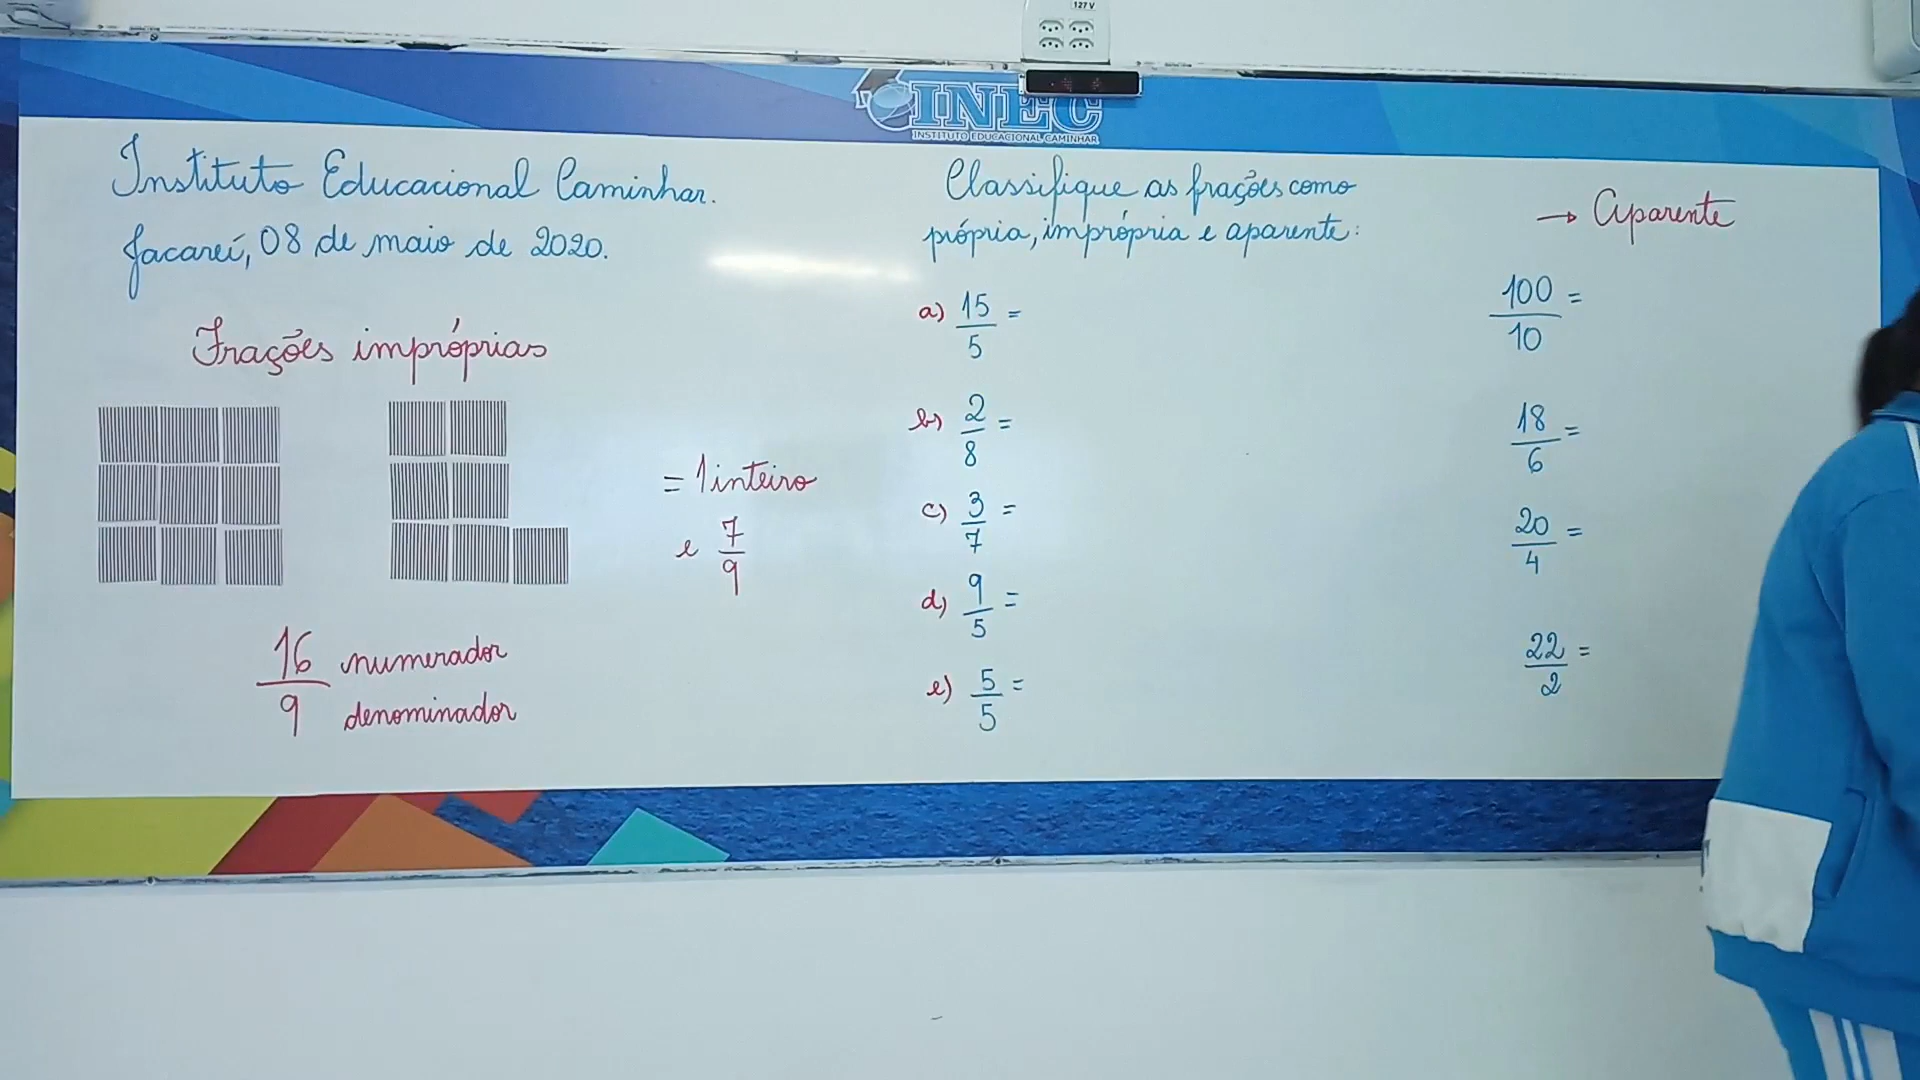 127 V
INEC
INSTITUTO EDUCACIONAL CAMINHAR
Instituto Educacional Caminhar.
Jacareí, 08 de maio de 2020.
Frações impróprias
= 1 inteiro
e 7/9
16 numerador
9 denominador
Classifique as frações como
própria, imprópria e aparente:
a) 15/5 =
b) 2/8 =
c) 3/7 =
d) 9/5 =
e) 5/5 =
→ Aparente
100/10 =
18/6 =
20/4 =
22/2 =